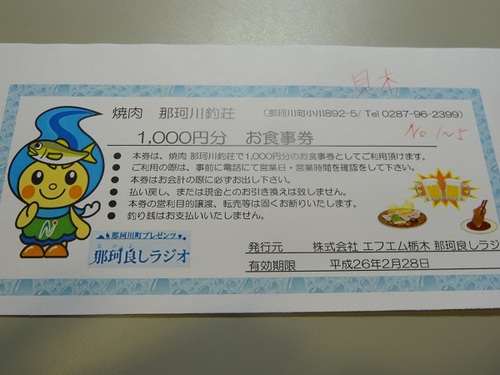 見本
焼肉 那珂川釣荘 (那珂川町小川892-5/Tel 0287-96-2399)
1,000円分 お食事券
No 1~5
● 本券は、焼肉 那珂川釣荘で1,000円分のお食事券としてご利用頂けます。
● ご利用の際は、事前に電話にて営業日・営業時間を確認をして下さい。
● 本券はお会計の際に必ずお出し下さい。
● 払い戻し、または現金とのお引き換えは致しません。
● 本券の営利目的譲渡、転売等は固くお断りいたします。
● 釣り銭はお支払いいたしません。
N
那珂川町プレゼンツ
那珂良しラジオ
発行元 株式会社 エフエム栃木 那珂良しラジ
有効期限 平成26年2月28日